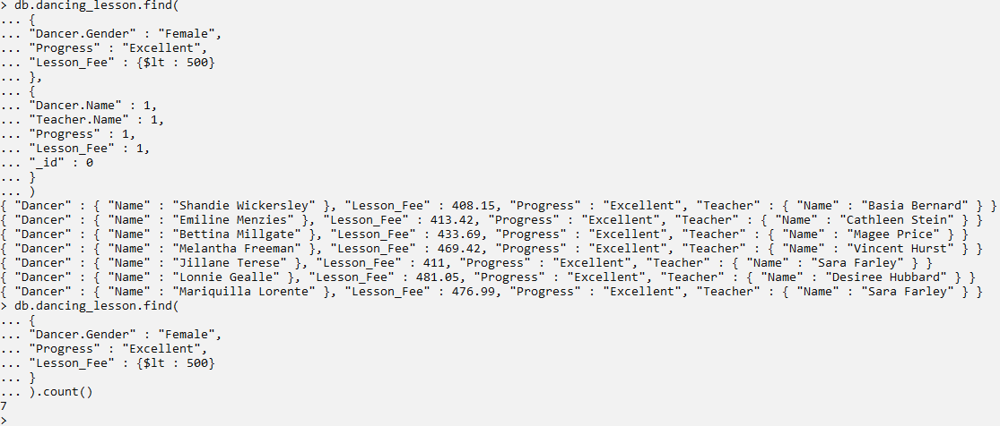 > db.dancing_lesson.find(
... {
... "Dancer.Gender" : "Female",
... "Progress" : "Excellent",
... "Lesson_Fee" : {$lt : 500}
... },
... {
... "Dancer.Name" : 1,
... "Teacher.Name" : 1,
... "Progress" : 1,
... "Lesson_Fee" : 1,
... "_id" : 0
... }
... )
{ "Dancer" : { "Name" : "Shandie Wickersley" }, "Lesson_Fee" : 408.15, "Progress" : "Excellent", "Teacher" : { "Name" : "Basia Bernard" } }
{ "Dancer" : { "Name" : "Emiline Menzies" }, "Lesson_Fee" : 413.42, "Progress" : "Excellent", "Teacher" : { "Name" : "Cathleen Stein" } }
{ "Dancer" : { "Name" : "Bettina Millgate" }, "Lesson_Fee" : 433.69, "Progress" : "Excellent", "Teacher" : { "Name" : "Magee Price" } }
{ "Dancer" : { "Name" : "Melantha Freeman" }, "Lesson_Fee" : 469.42, "Progress" : "Excellent", "Teacher" : { "Name" : "Vincent Hurst" } }
{ "Dancer" : { "Name" : "Jillane Terese" }, "Lesson_Fee" : 411, "Progress" : "Excellent", "Teacher" : { "Name" : "Sara Farley" } }
{ "Dancer" : { "Name" : "Lonnie Gealle" }, "Lesson_Fee" : 481.05, "Progress" : "Excellent", "Teacher" : { "Name" : "Desiree Hubbard" } }
{ "Dancer" : { "Name" : "Mariquilla Lorente" }, "Lesson_Fee" : 476.99, "Progress" : "Excellent", "Teacher" : { "Name" : "Sara Farley" } }
> db.dancing_lesson.find(
... {
... "Dancer.Gender" : "Female",
... "Progress" : "Excellent",
... "Lesson_Fee" : {$lt : 500}
... }
... ).count()
7
>